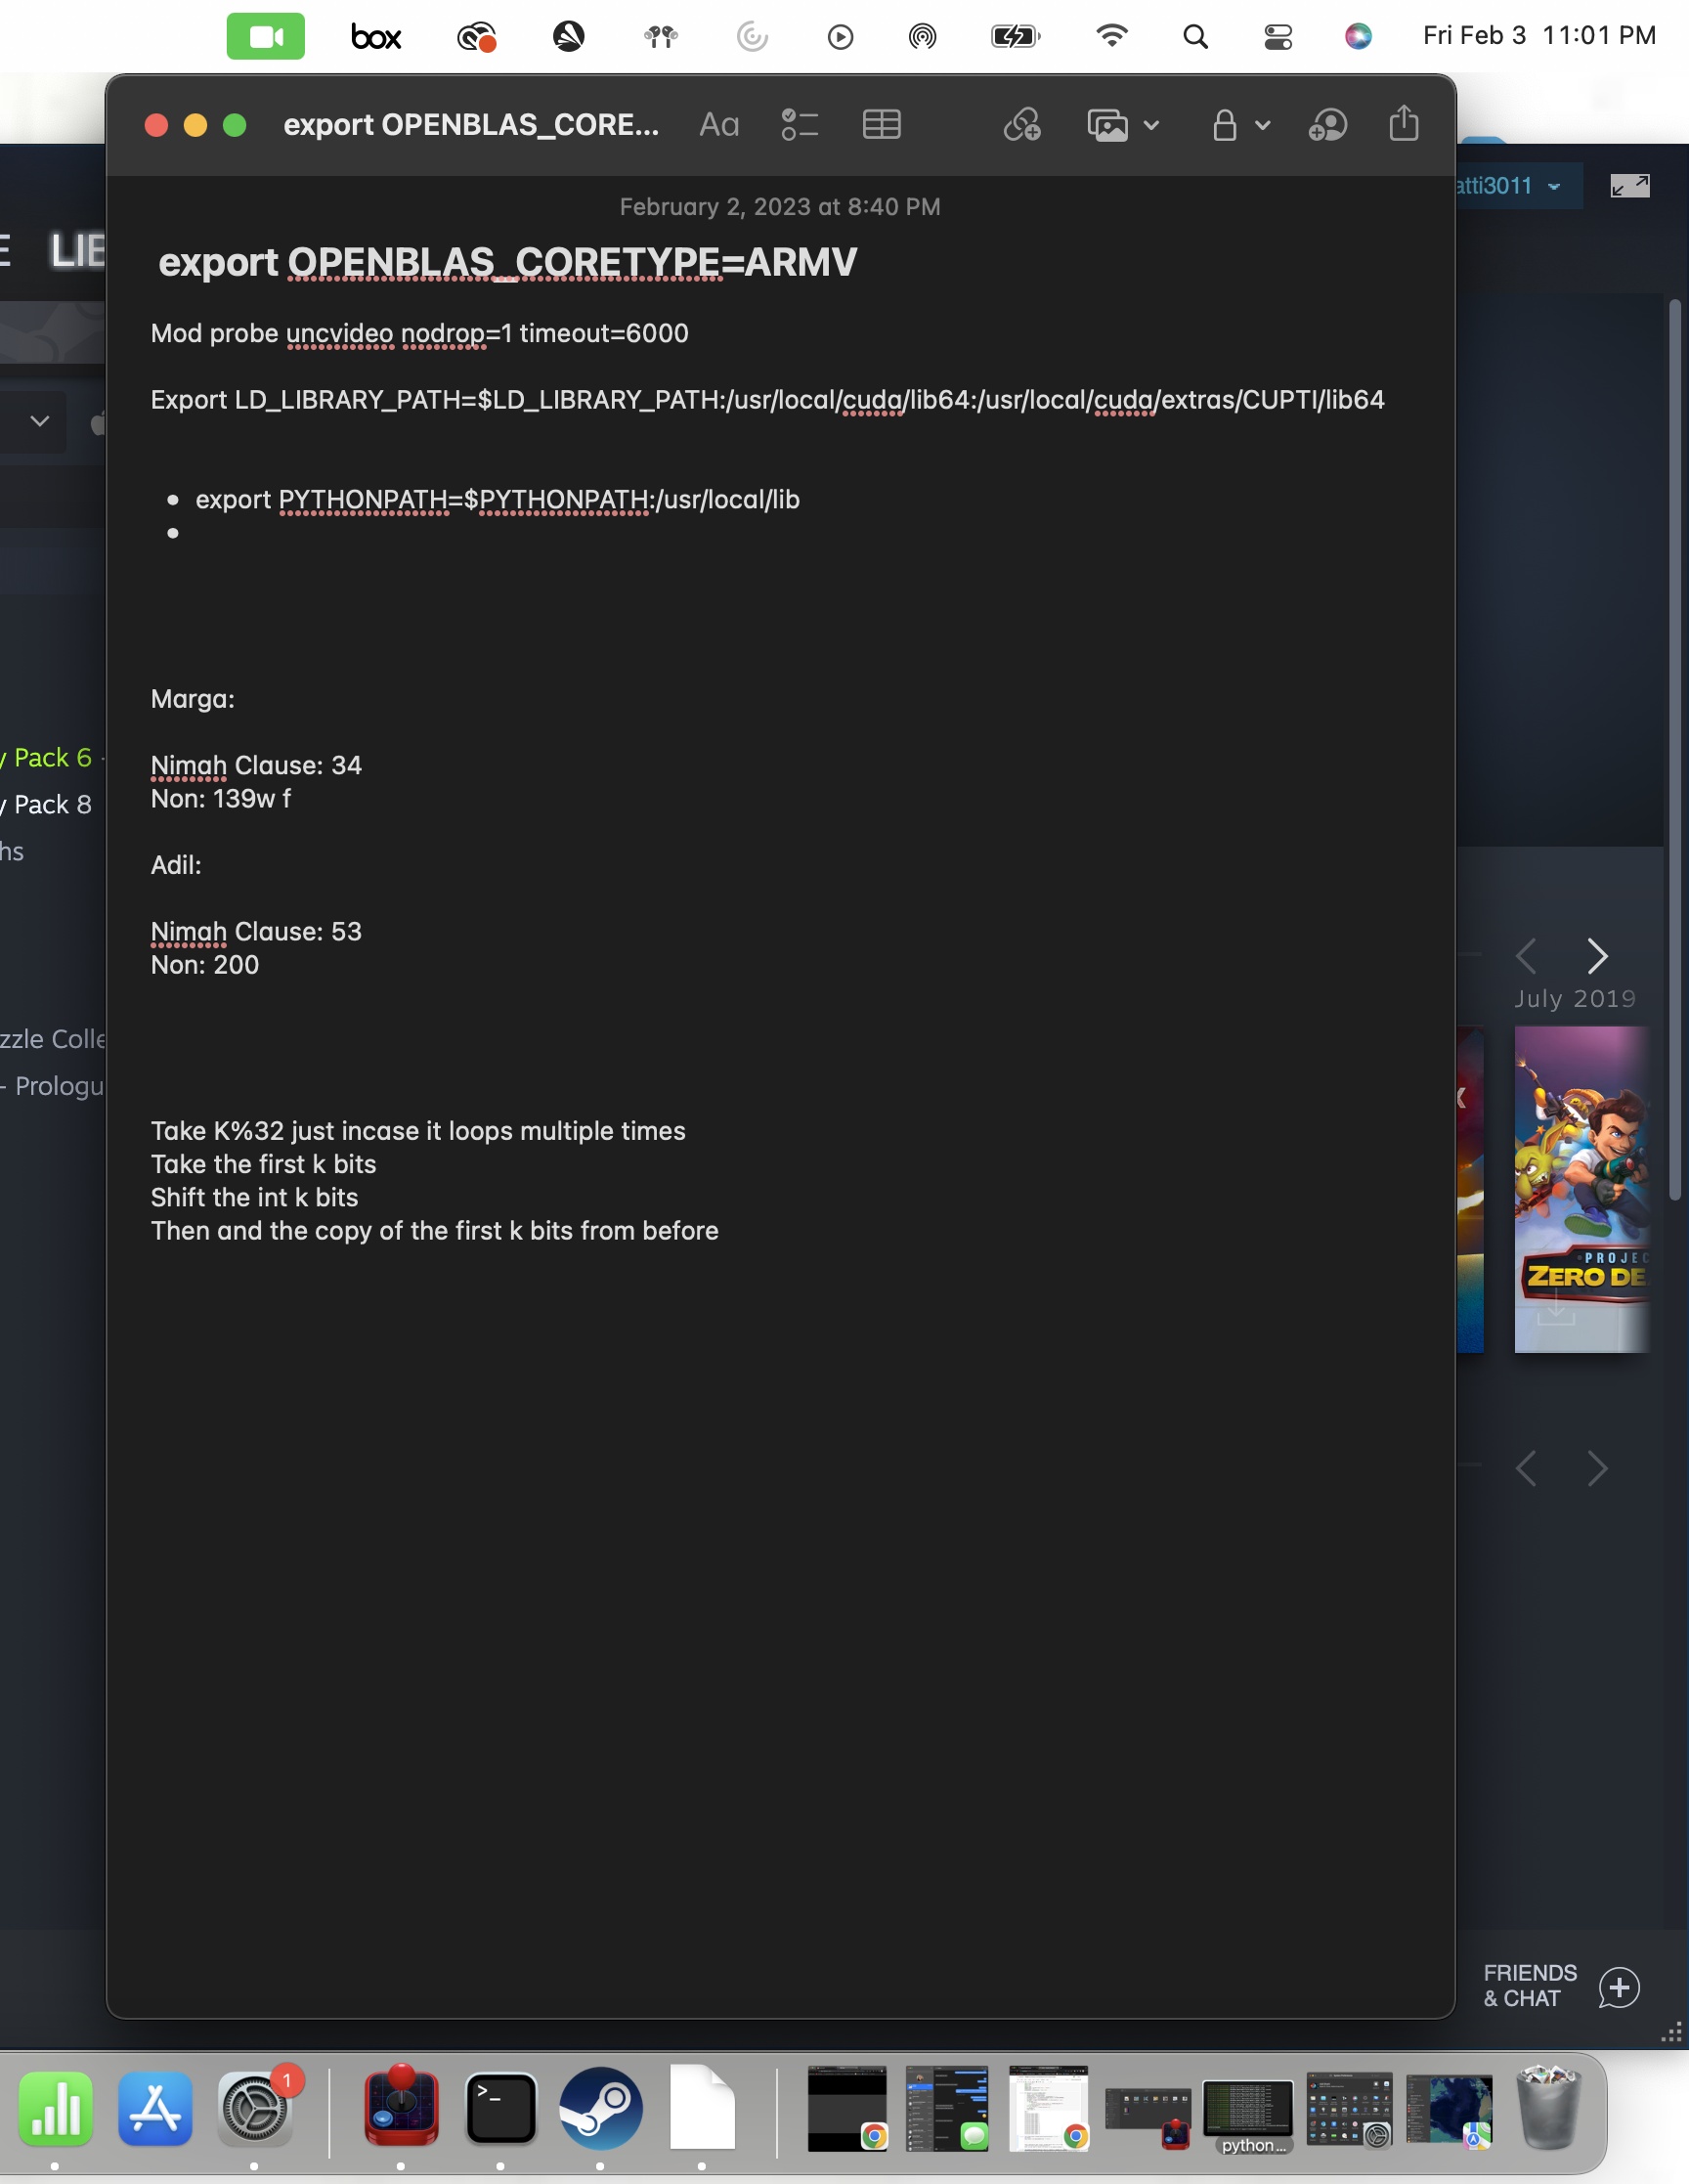 box
Fri Feb 3 11:01 PM
export OPENBLAS_CORE...
Aa
atti3011
LIB
February 2, 2023 at 8:40 PM
export OPENBLAS_CORETYPE=ARMV
Mod probe uncvideo nodrop=1 timeout=6000
Export LD_LIBRARY_PATH=$LD_LIBRARY_PATH:/usr/local/cuda/lib64:/usr/local/cuda/extras/CUPTI/lib64
• export PYTHONPATH=$PYTHONPATH:/usr/local/lib
•
Marga:
Nimah Clause: 34
Non: 139w f
Adil:
Nimah Clause: 53
Non: 200
Take K%32 just incase it loops multiple times
Take the first k bits
Shift the int k bits
Then and the copy of the first k bits from before
y Pack 6 -
y Pack 8
hs
zzle Colle
- Prologu
July 2019
PROJEC
ZERO DE
FRIENDS
& CHAT
1
>_
python...